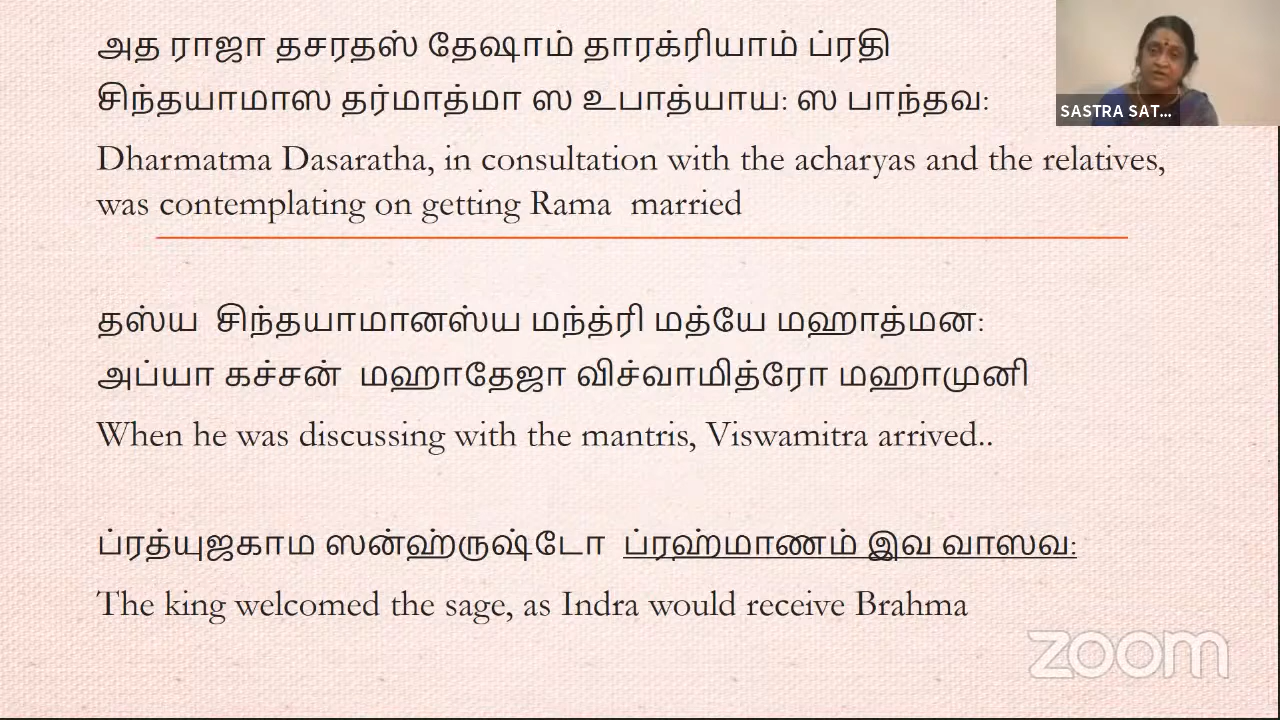 அத ராஜா தசரதஸ் தேஷாம் தாரக்ரியாம் ப்ரதி
சிந்தயாமாஸ தர்மாத்மா ஸ உபாத்யாய: ஸ பாந்தவ:
Dharmatma Dasaratha, in consultation with the acharyas and the relatives,
was contemplating on getting Rama married
தஸ்ய சிந்தயாமானஸ்ய மந்த்ரி மத்யே மஹாத்மன:
அப்யா கச்சன் மஹாதேஜா விச்வாமித்ரோ மஹாமுனி
When he was discussing with the mantris, Viswamitra arrived..
ப்ரத்யுஜகாம ஸன்ஹ்ருஷ்டோ ப்ரஹ்மாணம் இவ வாஸவ:
The king welcomed the sage, as Indra would receive Brahma
SASTRA SAT...
zoom